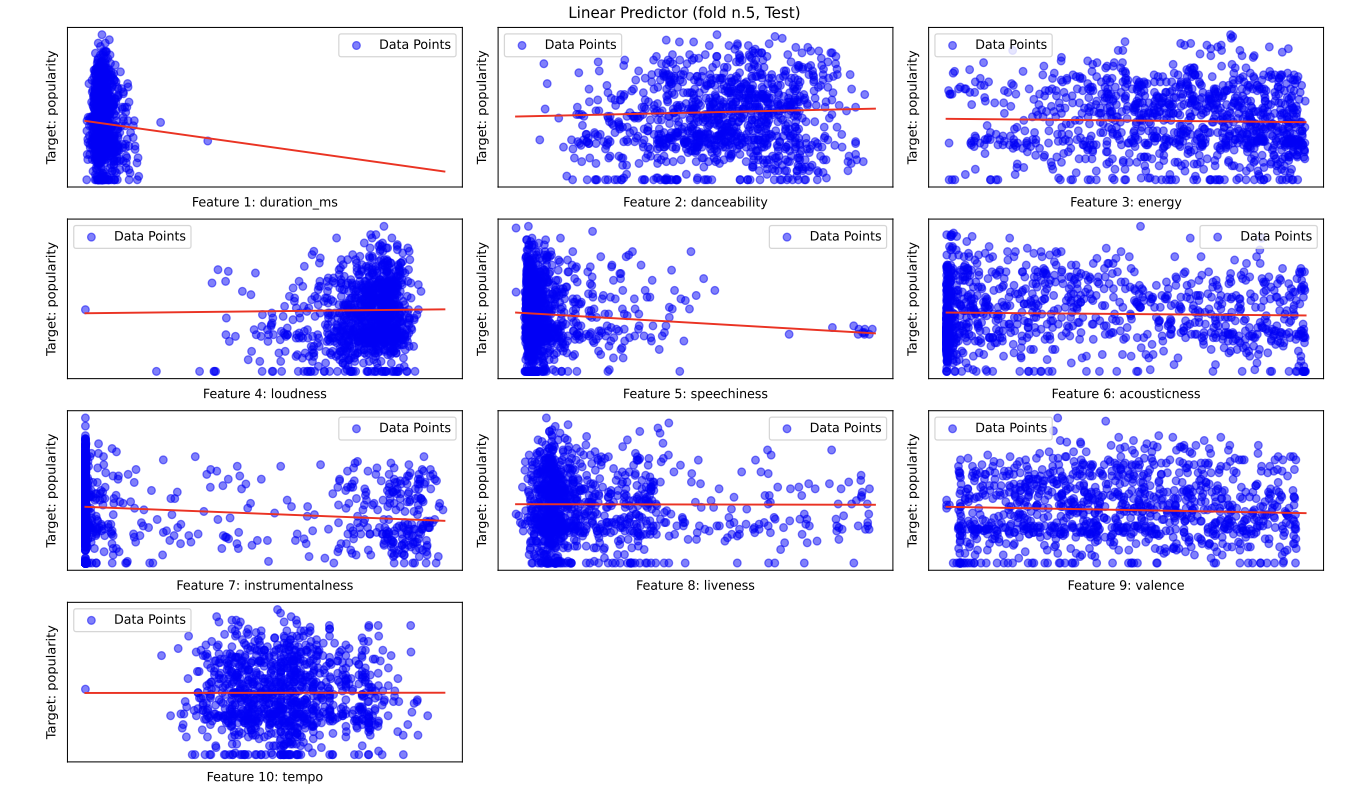 Linear Predictor (fold n.5, Test)
Data Points
Target: popularity
Feature 1: duration_ms
Data Points
Target: popularity
Feature 2: danceability
Data Points
Target: popularity
Feature 3: energy
Data Points
Target: popularity
Feature 4: loudness
Data Points
Target: popularity
Feature 5: speechiness
Data Points
Target: popularity
Feature 6: acousticness
Data Points
Target: popularity
Feature 7: instrumentalness
Data Points
Target: popularity
Feature 8: liveness
Data Points
Target: popularity
Feature 9: valence
Data Points
Target: popularity
Feature 10: tempo